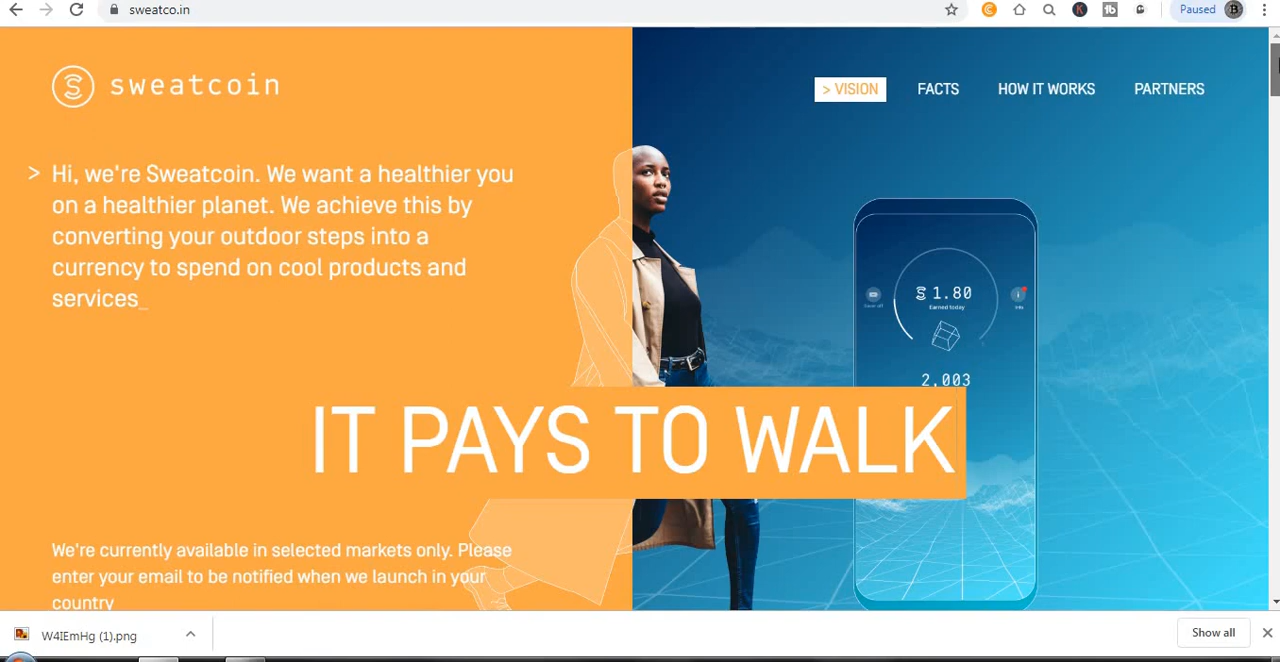 sweatco.in
Paused
sweatcoin
> VISION
FACTS
HOW IT WORKS
PARTNERS
> Hi, we're Sweatcoin. We want a healthier you
on a healthier planet. We achieve this by
converting your outdoor steps into a
currency to spend on cool products and
services_
1.80
Earned today
2,003
IT PAYS TO WALK
We're currently available in selected markets only. Please
enter your email to be notified when we launch in your
country
W4IEmHg (1).png
Show all